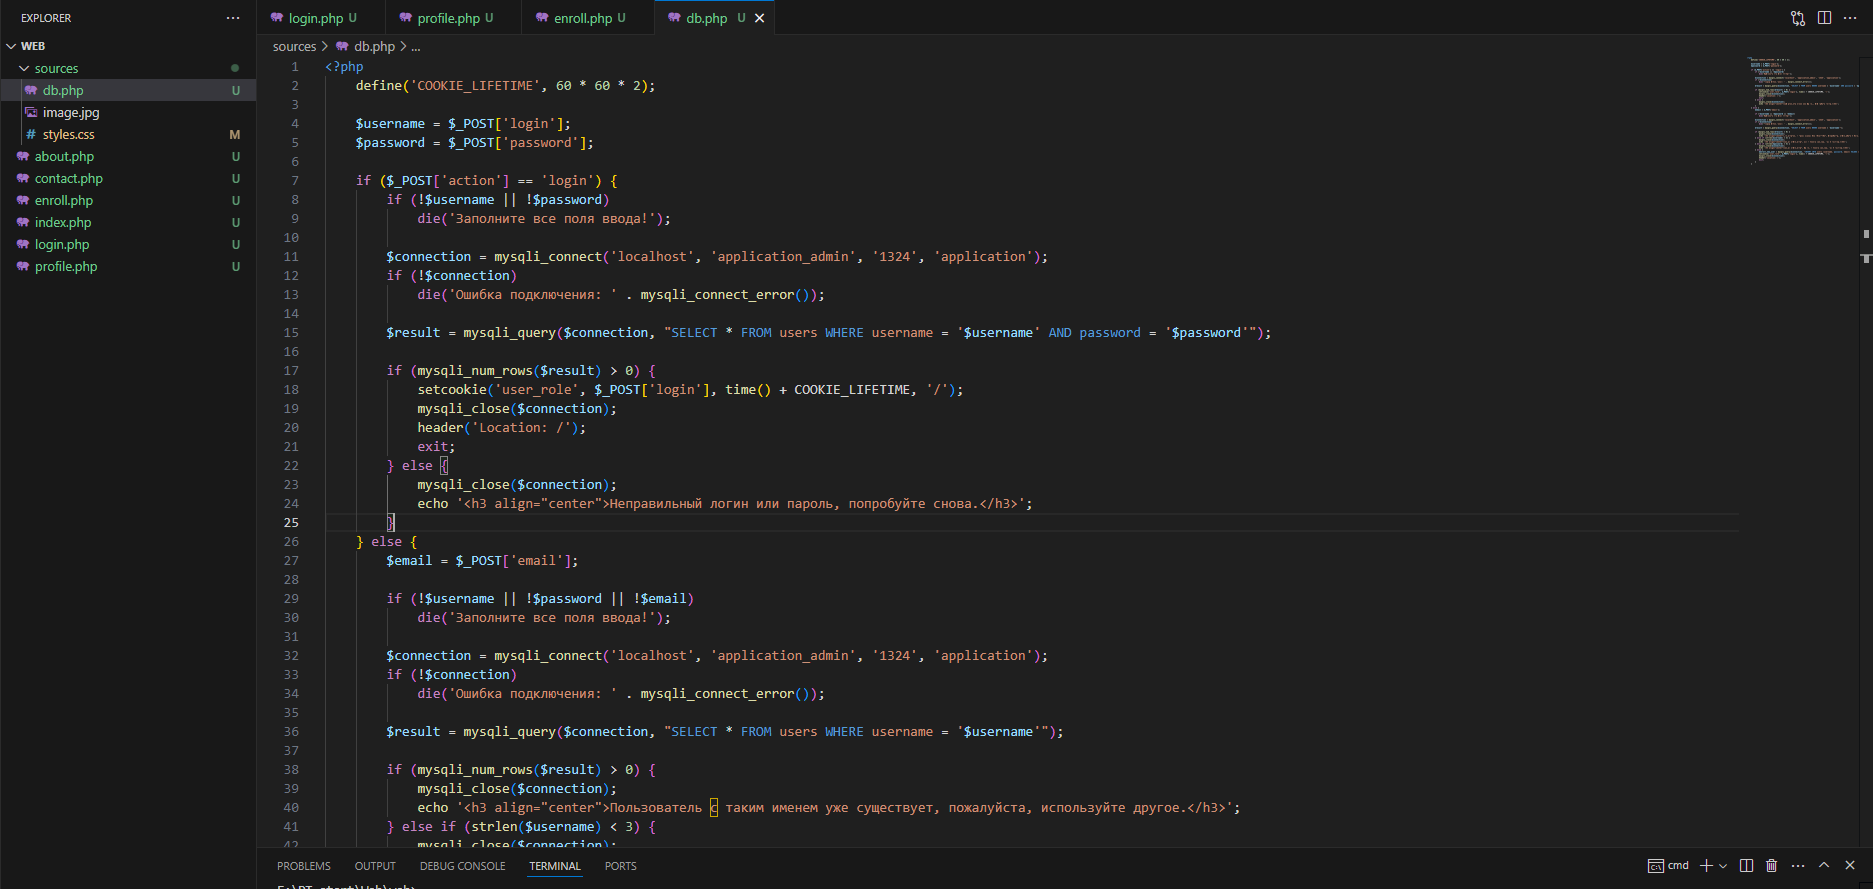 EXPLORER
WEB
sources
db.php U
image.jpg
# styles.css M
about.php U
contact.php U
enroll.php U
index.php U
login.php U
profile.php U
login.php U profile.php U enroll.php U db.php U
sources > db.php > ...
1 <?php
2 define('COOKIE_LIFETIME', 60 * 60 * 2);
3
4 $username = $_POST['login'];
5 $password = $_POST['password'];
6
7 if ($_POST['action'] == 'login') {
8 if (!$username || !$password)
9 die('Заполните все поля ввода!');
10
11 $connection = mysqli_connect('localhost', 'application_admin', '1324', 'application');
12 if (!$connection)
13 die('Ошибка подключения: ' . mysqli_connect_error());
14
15 $result = mysqli_query($connection, "SELECT * FROM users WHERE username = '$username' AND password = '$password'");
16
17 if (mysqli_num_rows($result) > 0) {
18 setcookie('user_role', $_POST['login'], time() + COOKIE_LIFETIME, '/');
19 mysqli_close($connection);
20 header('Location: /');
21 exit;
22 } else {
23 mysqli_close($connection);
24 echo '<h3 align="center">Неправильный логин или пароль, попробуйте снова.</h3>';
25 }
26 } else {
27 $email = $_POST['email'];
28
29 if (!$username || !$password || !$email)
30 die('Заполните все поля ввода!');
31
32 $connection = mysqli_connect('localhost', 'application_admin', '1324', 'application');
33 if (!$connection)
34 die('Ошибка подключения: ' . mysqli_connect_error());
35
36 $result = mysqli_query($connection, "SELECT * FROM users WHERE username = '$username'");
37
38 if (mysqli_num_rows($result) > 0) {
39 mysqli_close($connection);
40 echo '<h3 align="center">Пользователь с таким именем уже существует, пожалуйста, используйте другое.</h3>';
41 } else if (strlen($username) < 3) {
42 mysqli_close($connection);
PROBLEMS OUTPUT DEBUG CONSOLE TERMINAL PORTS cmd